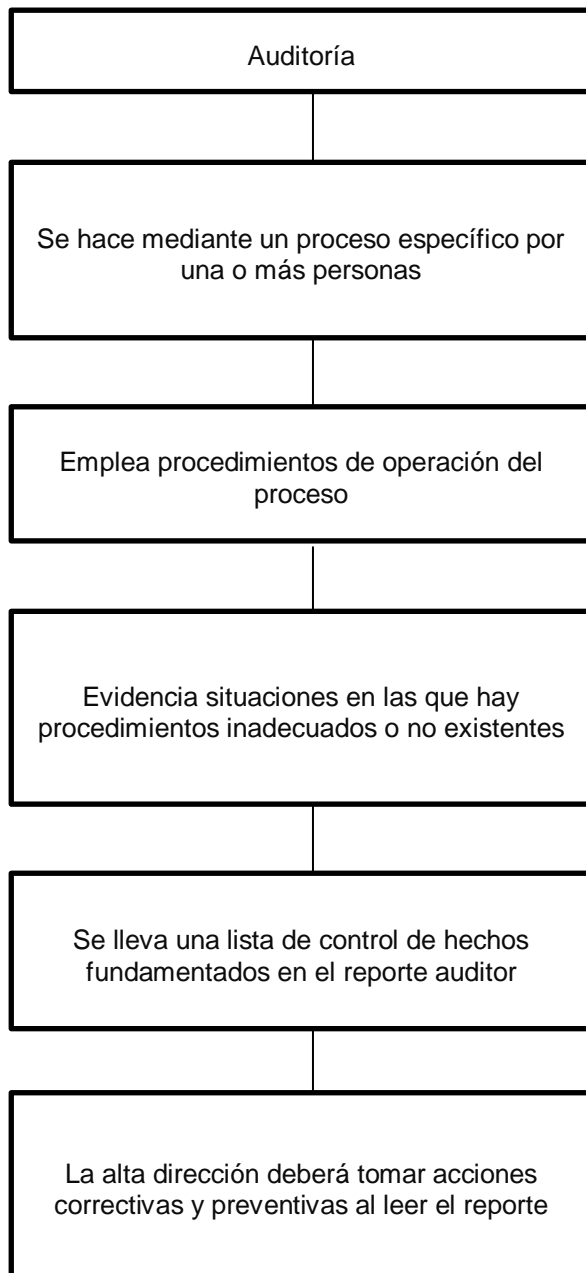 Auditoría
Se hace mediante un proceso específico por
una o más personas
Emplea procedimientos de operación del
proceso
Evidencia situaciones en las que hay
procedimientos inadecuados o no existentes
Se lleva una lista de control de hechos
fundamentados en el reporte auditor
La alta dirección deberá tomar acciones
correctivas y preventivas al leer el reporte